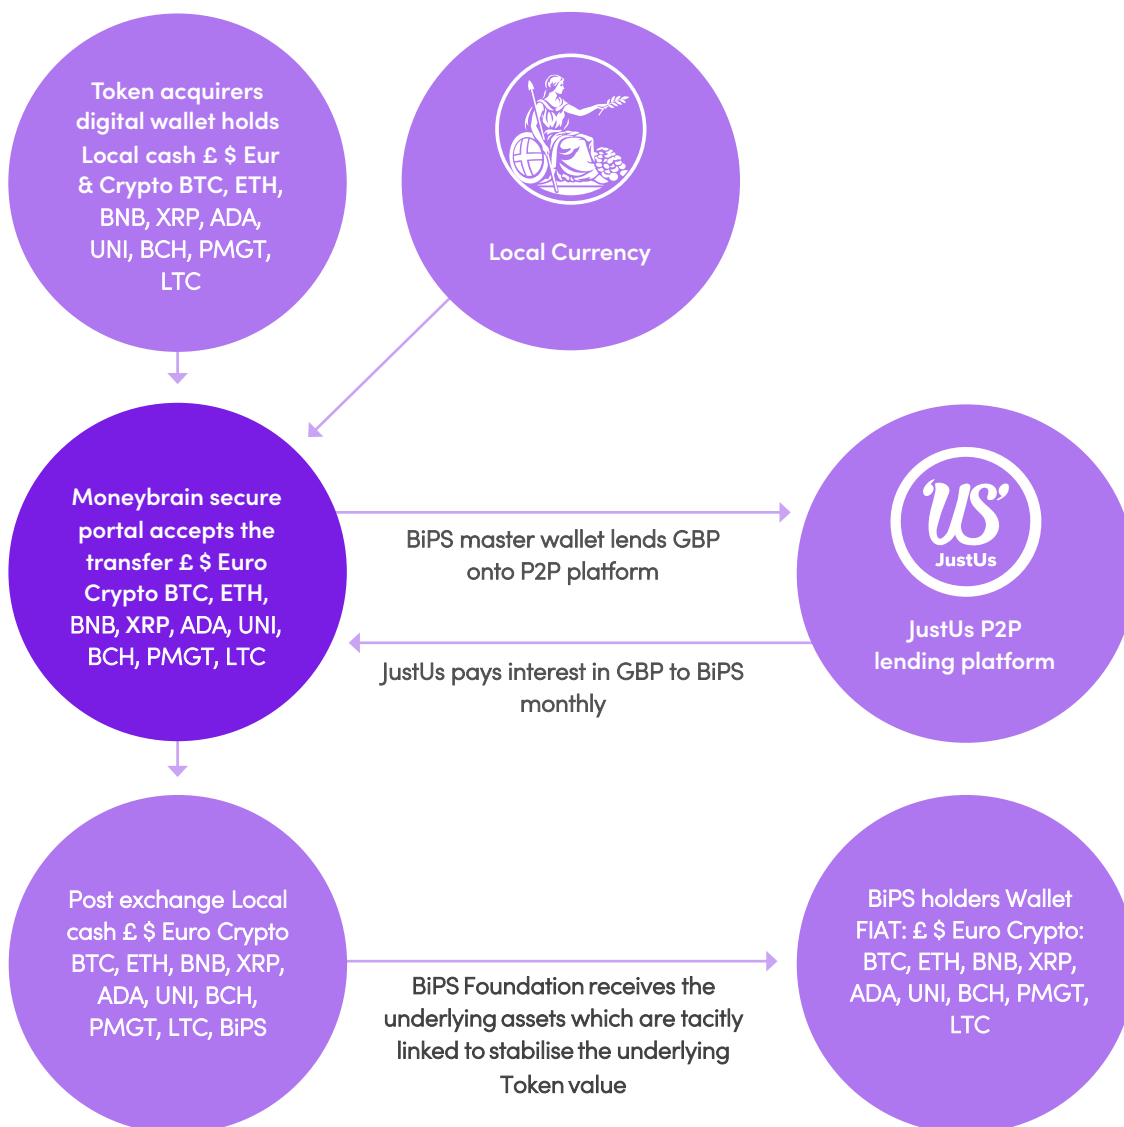 Token acquirers
digital wallet holds
Local cash £ $ Eur
& Crypto BTC, ETH,
BNB, XRP, ADA,
UNI, BCH, PMGT,
LTC
Local Currency
Moneybrain secure
portal accepts the
transfer £ $ Euro
Crypto BTC, ETH,
BNB, XRP, ADA, UNI,
BCH, PMGT, LTC
BiPS master wallet lends GBP
onto P2P platform
JustUs pays interest in GBP to BiPS
monthly
'US'
JustUs
JustUs P2P
lending platform
Post exchange Local
cash £ $ Euro Crypto
BTC, ETH, BNB, XRP,
ADA, UNI, BCH,
PMGT, LTC, BiPS
BiPS Foundation receives the
underlying assets which are tacitly
linked to stabilise the underlying
Token value
BiPS holders Wallet
FIAT: £ $ Euro Crypto:
BTC, ETH, BNB, XRP,
ADA, UNI, BCH, PMGT,
LTC